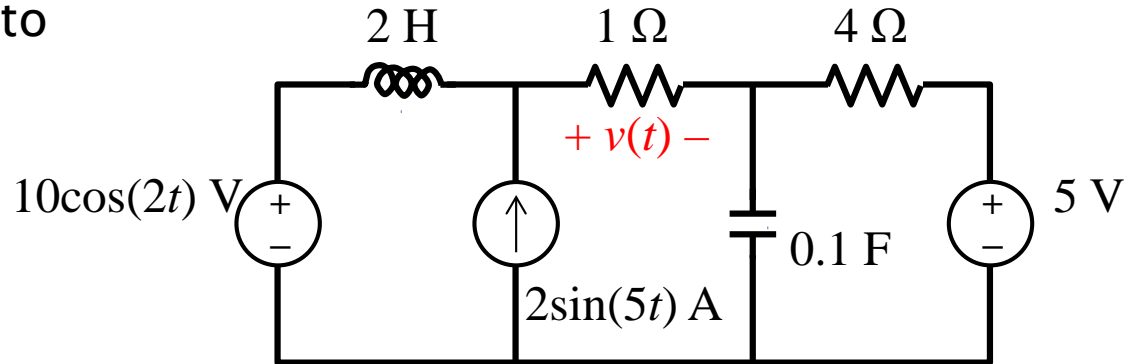 to
2 H
1 Ω
4 Ω
+ v(t) –
10cos(2t) V
+
–
2sin(5t) A
0.1 F
+
–
5 V